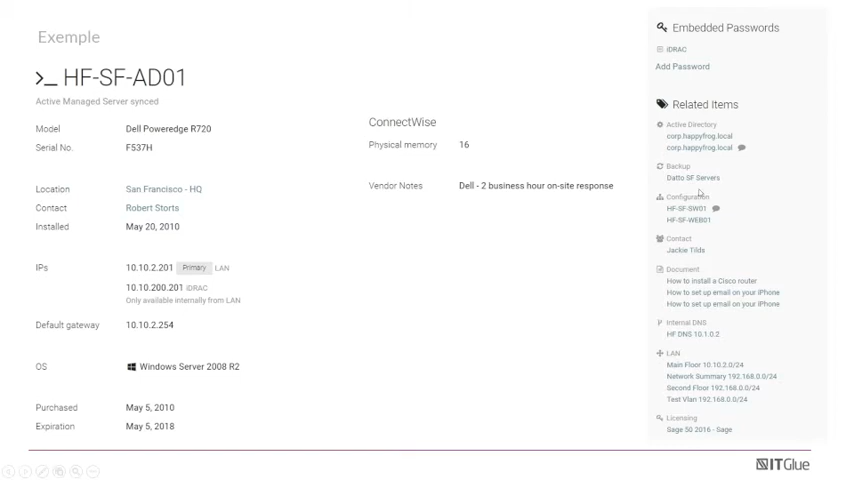 Exemple
HF-SF-AD01
Active Managed Server synced
Model Dell Poweredge R720
Serial No. F537H
Location San Francisco - HQ
Contact Robert Storts
Installed May 20, 2010
IPs 10.10.2.201 Primary LAN
10.10.200.201 iDRAC
Only available internally from LAN
Default gateway 10.10.2.254
OS Windows Server 2008 R2
Purchased May 5, 2010
Expiration May 5, 2018
ConnectWise
Physical memory 16
Vendor Notes Dell - 2 business hour on-site response
Embedded Passwords
iDRAC
Add Password
Related Items
Active Directory
corp.happyfrog.local
corp.happyfrog.local
Backup
Datto SF Servers
Configuration
HF-SF-SW01
HF-SF-WEB01
Contact
Jackie Tilds
Document
How to install a Cisco router
How to set up email on your iPhone
How to set up email on your iPhone
Internal DNS
HF DNS 10.1.0.2
LAN
Main Floor 10.10.2.0/24
Network Summary 192.168.0.0/24
Second Floor 192.168.0.0/24
Test Vlan 192.168.0.0/24
Licensing
Sage 50 2016 - Sage
ITGlue